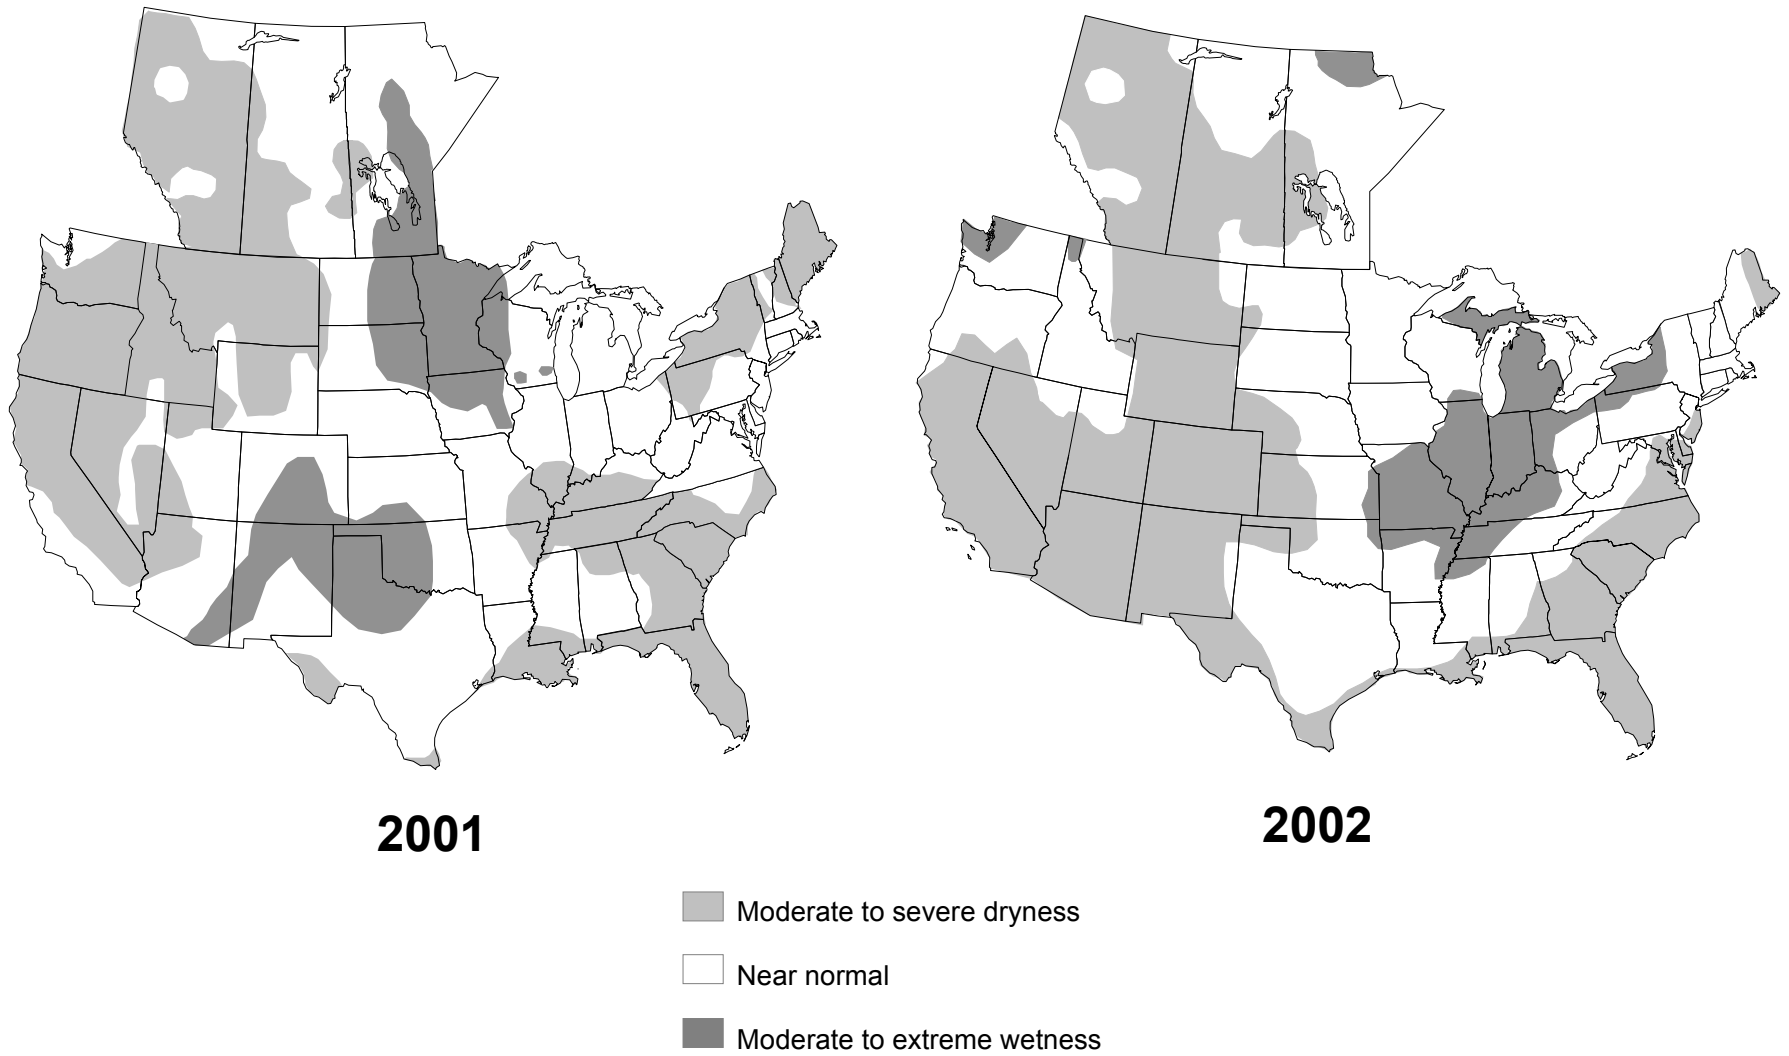 2001
2002
Moderate to severe dryness
Near normal
Moderate to extreme wetness